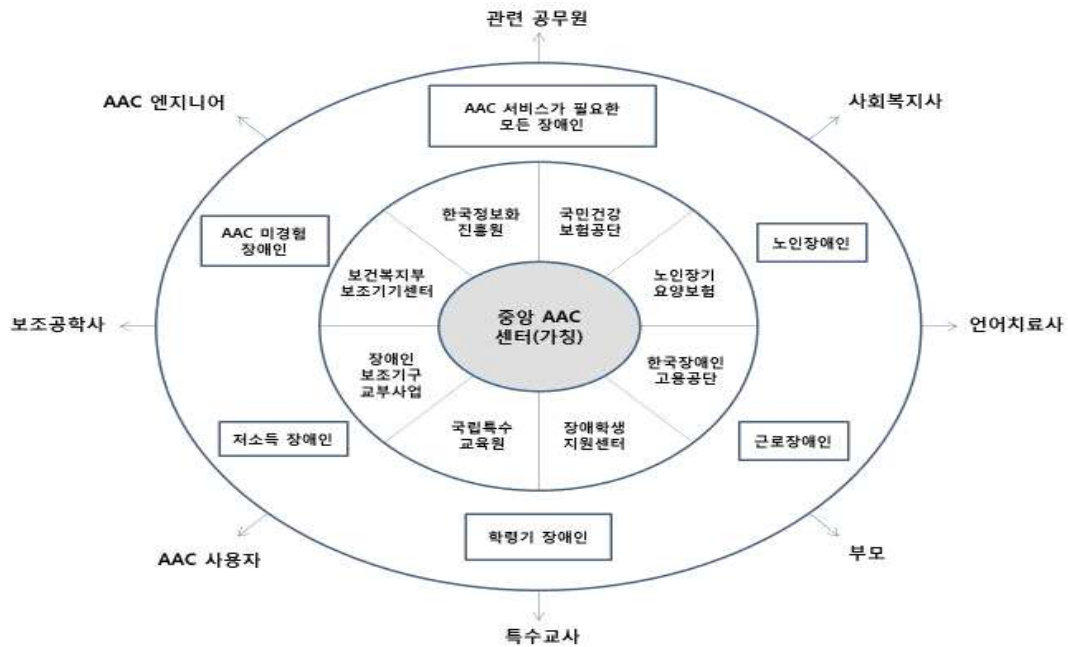 관련 공무원
AAC 엔지니어
사회복지사
AAC 서비스가 필요한
모든 장애인
한국정보화
진흥원
국민건강
보험공단
AAC 미경험
장애인
노인장애인
보건복지부
보조기기센터
노인장기
요양보험
중앙 AAC
센터(가칭)
보조공학사
언어치료사
장애인
보조기구
교부사업
한국장애인
고용공단
국립특수
교육원
장애학생
지원센터
저소득 장애인
근로장애인
학령기 장애인
AAC 사용자
부모
특수교사